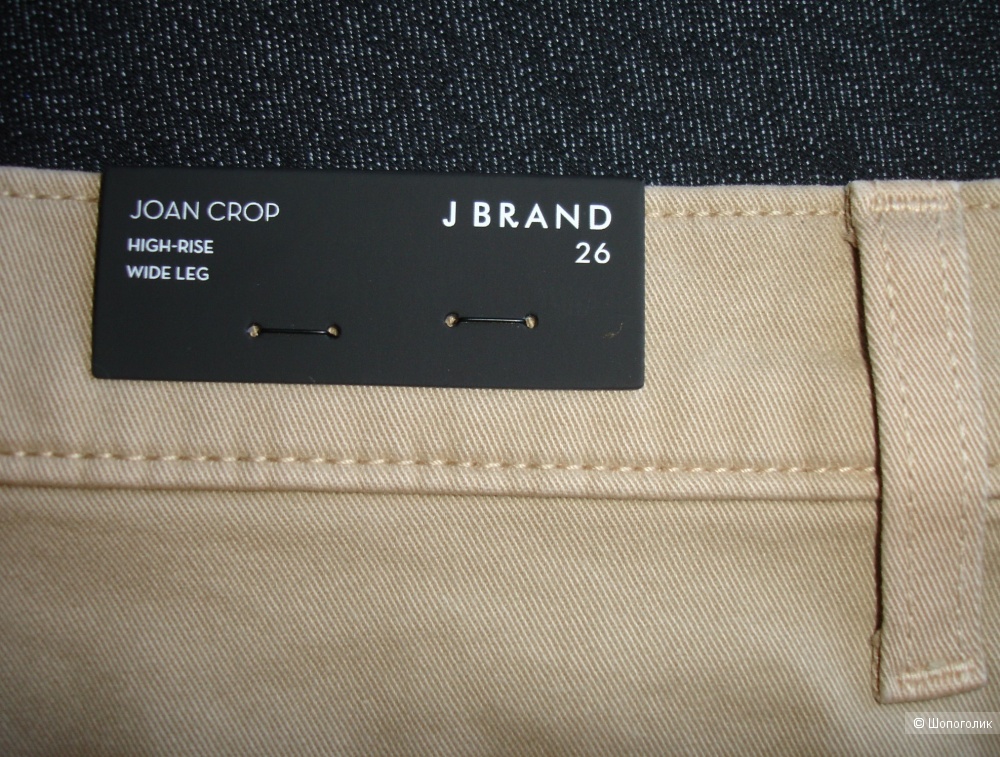 JOAN CROP
HIGH-RISE
WIDE LEG
J BRAND
26
© Шопоголик